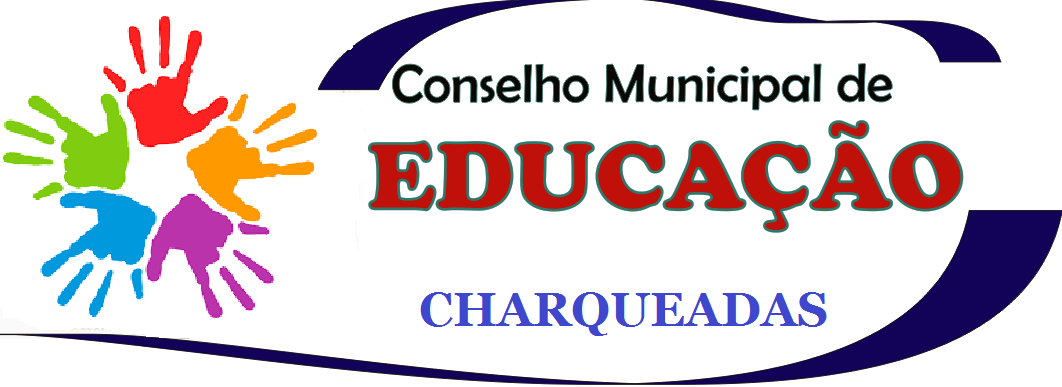 Conselho Municipal de
EDUCAÇÃO
CHARQUEADAS